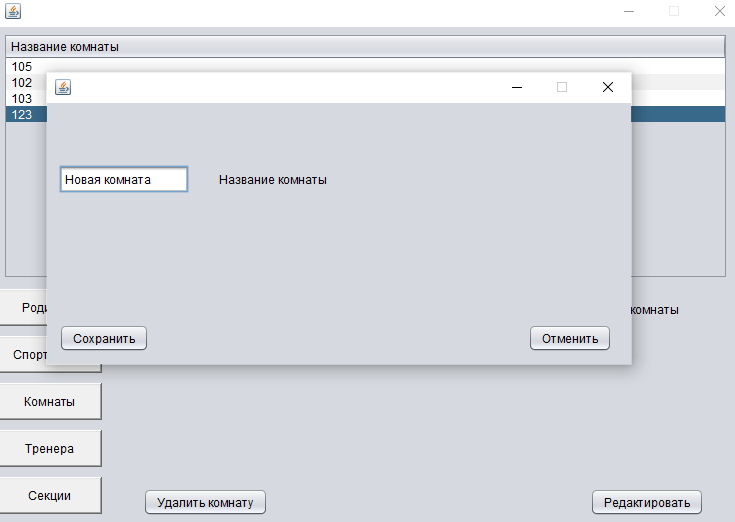 Название комнаты
105
102
103
123
Новая комната
Название комнаты
Сохранить
Отменить
комнаты
Комнаты
Тренера
Секции
Удалить комнату
Редактировать